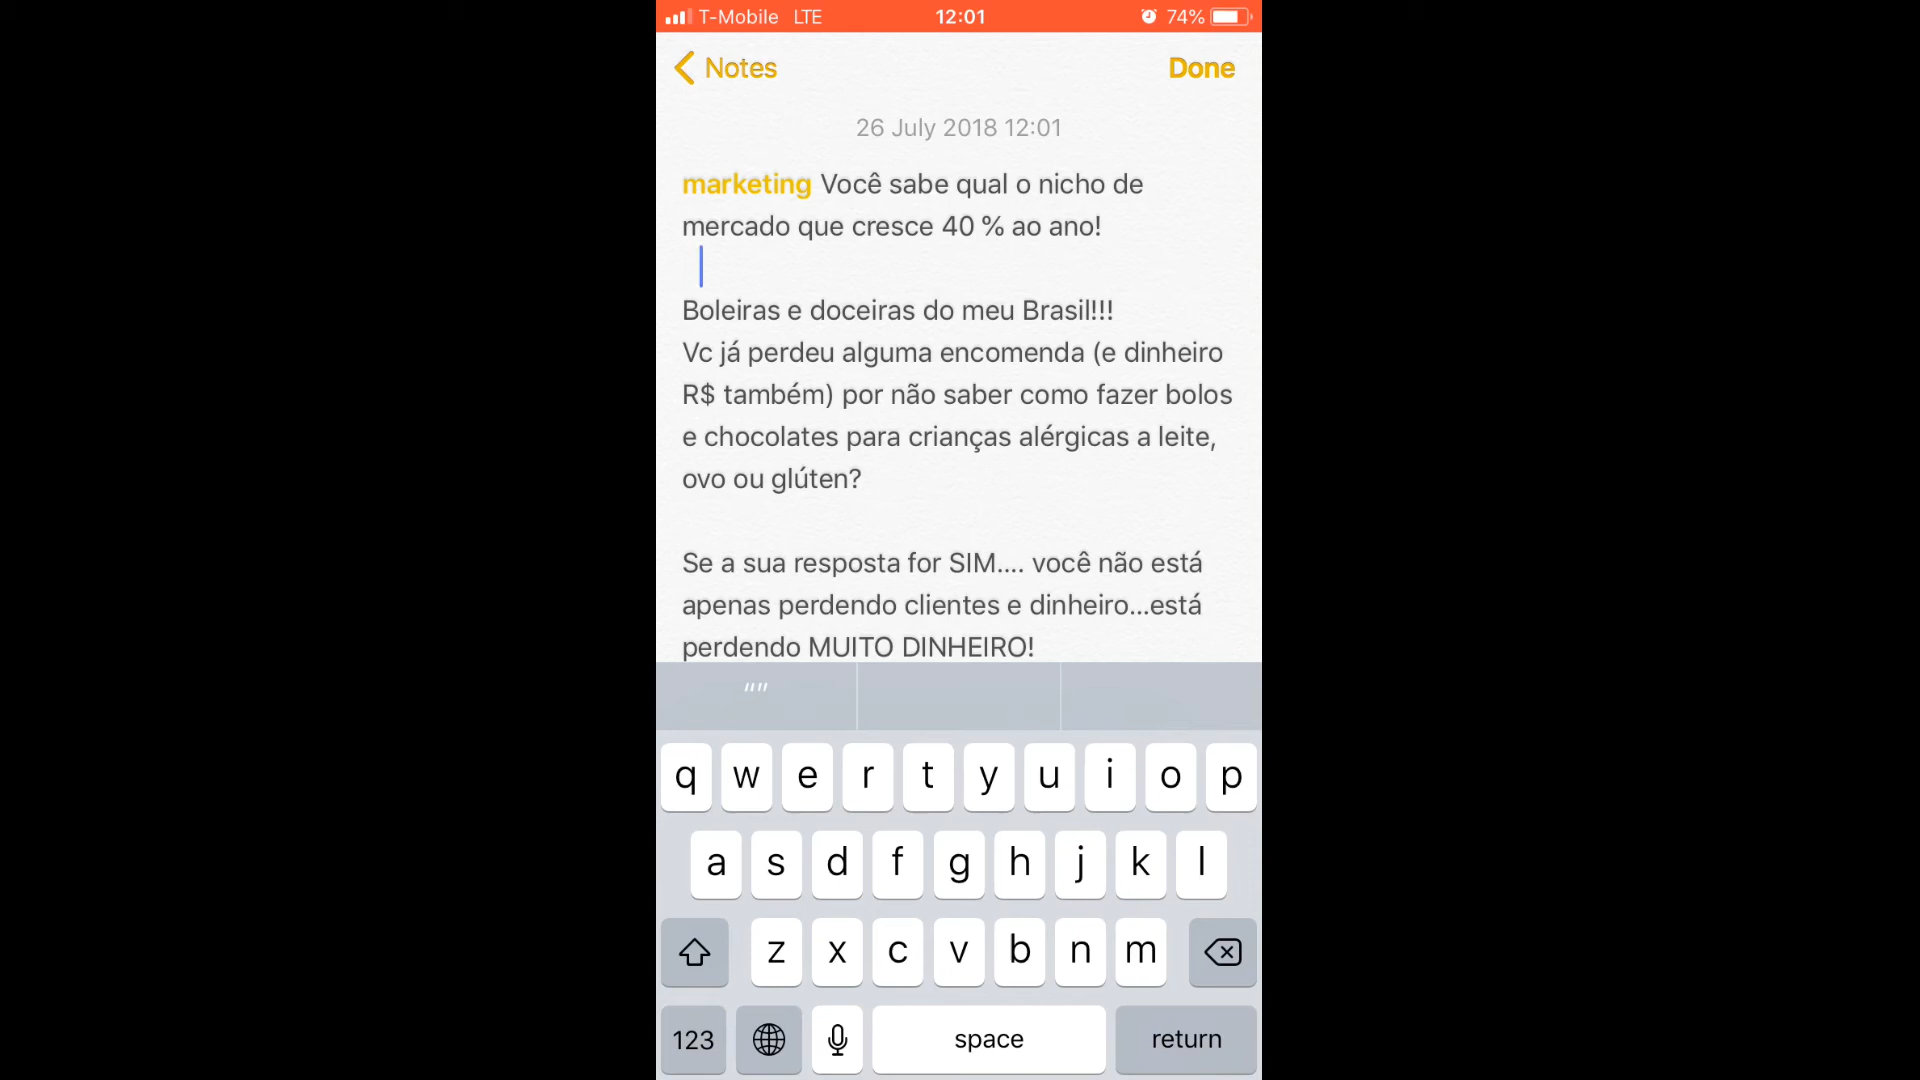 T-Mobile LTE 12:01 74%
Notes Done
26 July 2018 12:01
marketing Você sabe qual o nicho de
mercado que cresce 40 % ao ano!
Boleiras e doceiras do meu Brasil!!!
Vc já perdeu alguma encomenda (e dinheiro
R$ também) por não saber como fazer bolos
e chocolates para crianças alérgicas a leite,
ovo ou glúten?
Se a sua resposta for SIM.... você não está
apenas perdendo clientes e dinheiro...está
perdendo MUITO DINHEIRO!
“”
q w e r t y u i o p
a s d f g h j k l
z x c v b n m
123 space return